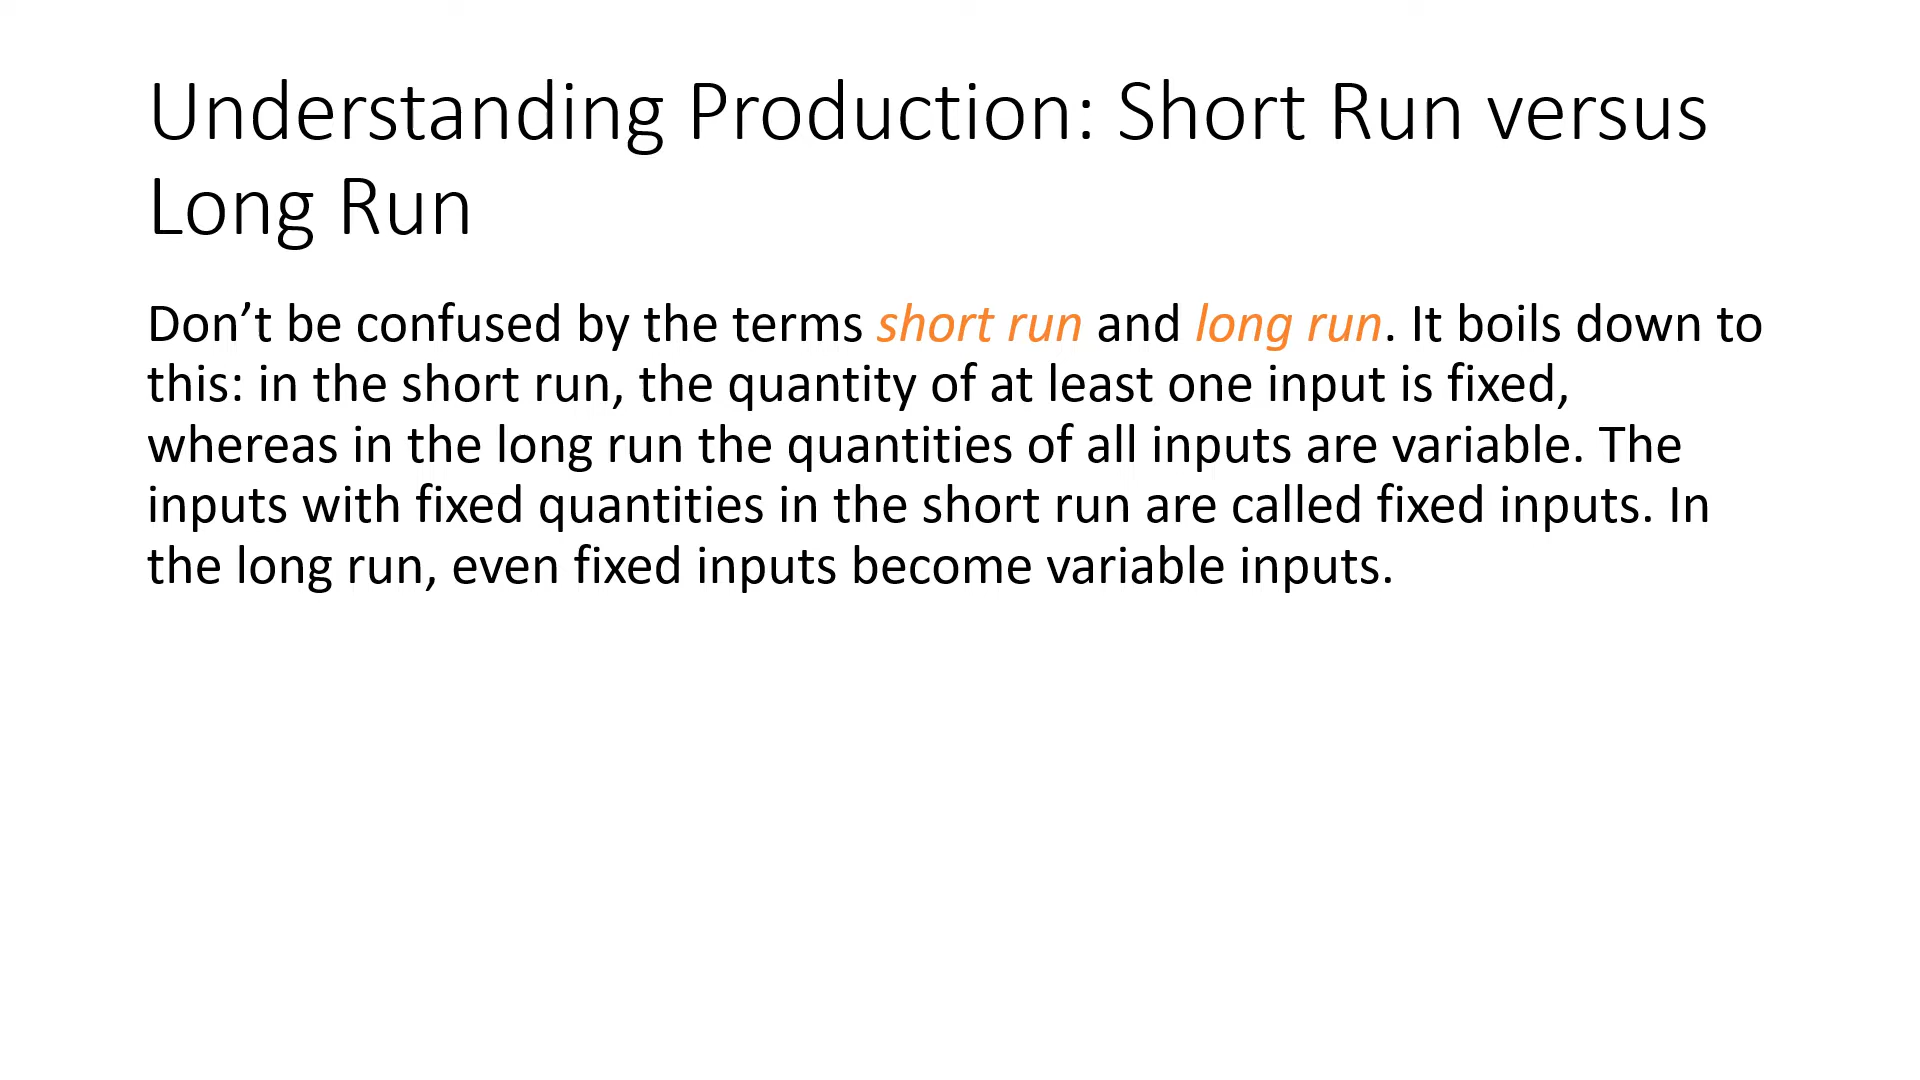 Understanding Production: Short Run versus
Long Run
Don’t be confused by the terms short run and long run. It boils down to
this: in the short run, the quantity of at least one input is fixed,
whereas in the long run the quantities of all inputs are variable. The
inputs with fixed quantities in the short run are called fixed inputs. In
the long run, even fixed inputs become variable inputs.